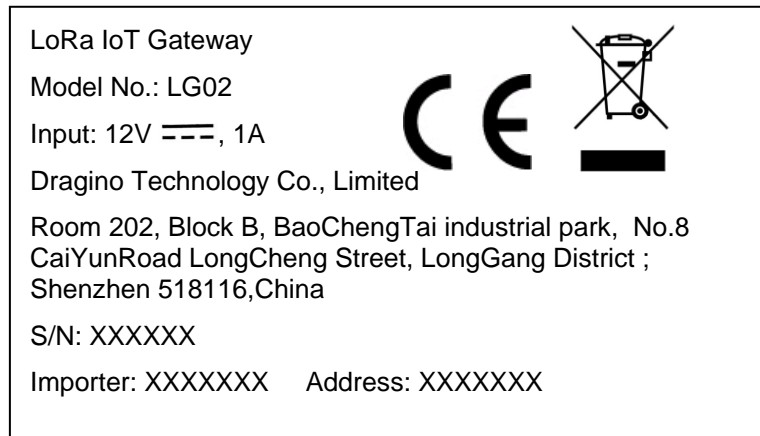 LoRa IoT Gateway
Model No.: LG02
Input: 12V ⎓, 1A
Dragino Technology Co., Limited
Room 202, Block B, BaoChengTai industrial park,  No.8
CaiYunRoad LongCheng Street, LongGang District ;
Shenzhen 518116,China
S/N: XXXXXX
Importer: XXXXXXX     Address: XXXXXXX
CE